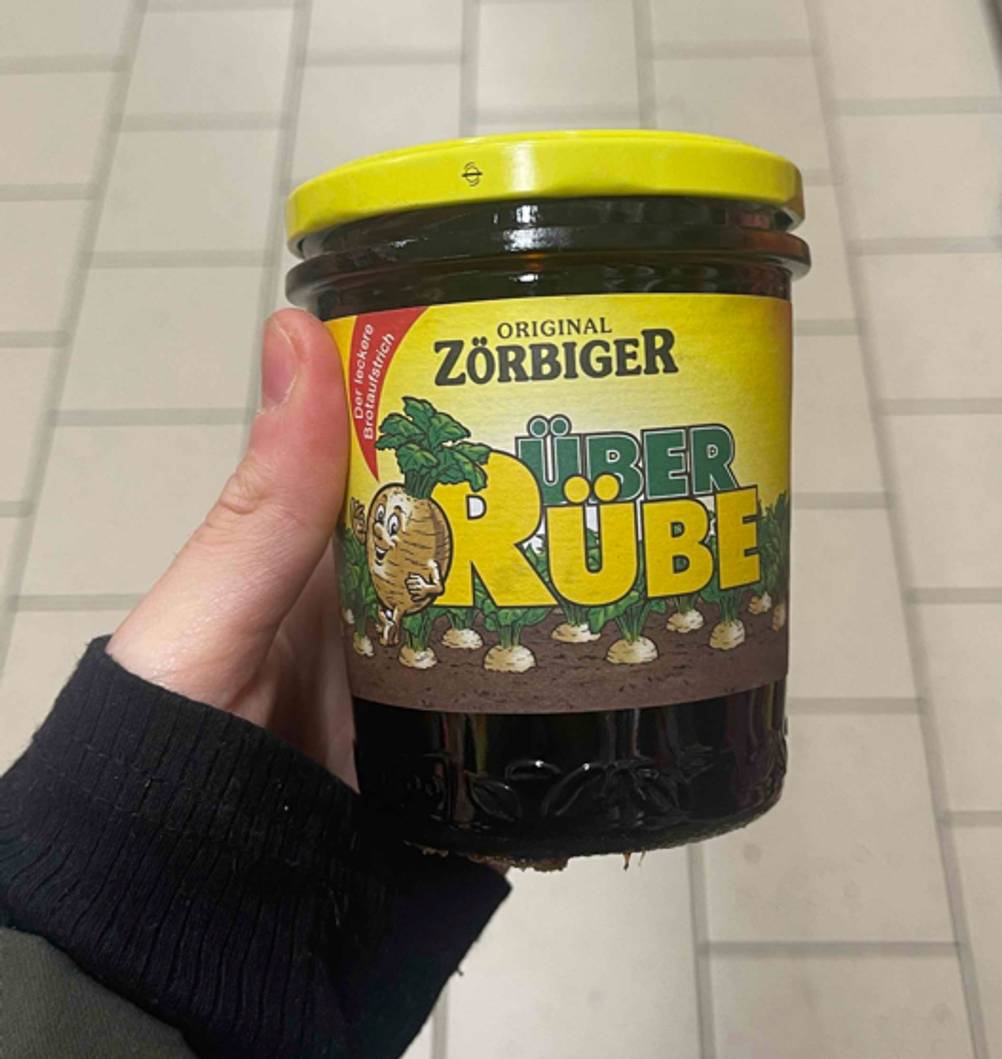 Der leckere
Brotaufstrich
ORIGINAL
ZÖRBIGER
ÜBER
RÜBE